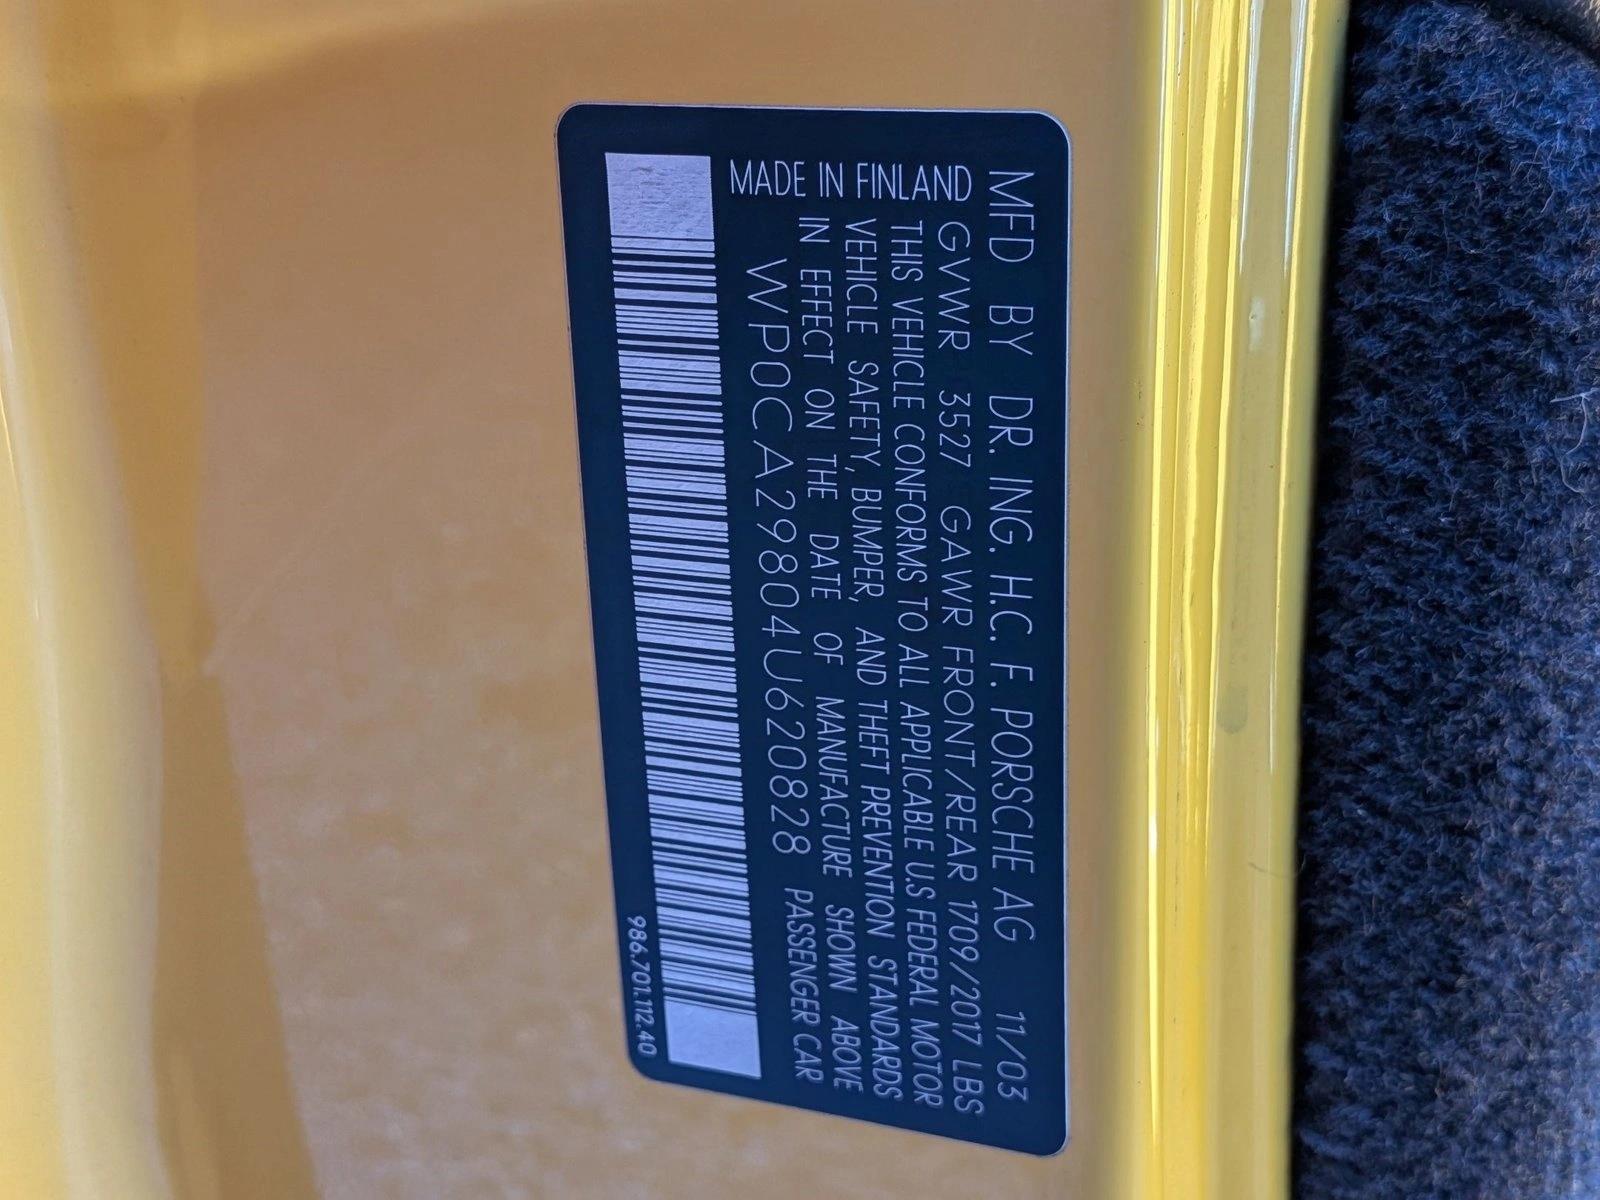 MFD BY DR. ING. H.C. F. PORSCHE AG 11/03
GVWR 3527 GAWR FRONT/REAR 1709/2017 LBS
THIS VEHICLE CONFORMS TO ALL APPLICABLE U.S FEDERAL MOTOR
VEHICLE SAFETY, BUMPER, AND THEFT PREVENTION STANDARDS
IN EFFECT ON THE DATE OF MANUFACTURE SHOWN ABOVE
MADE IN FINLAND
WP0CA29804U620828 PASSENGER CAR
986.701.112.40